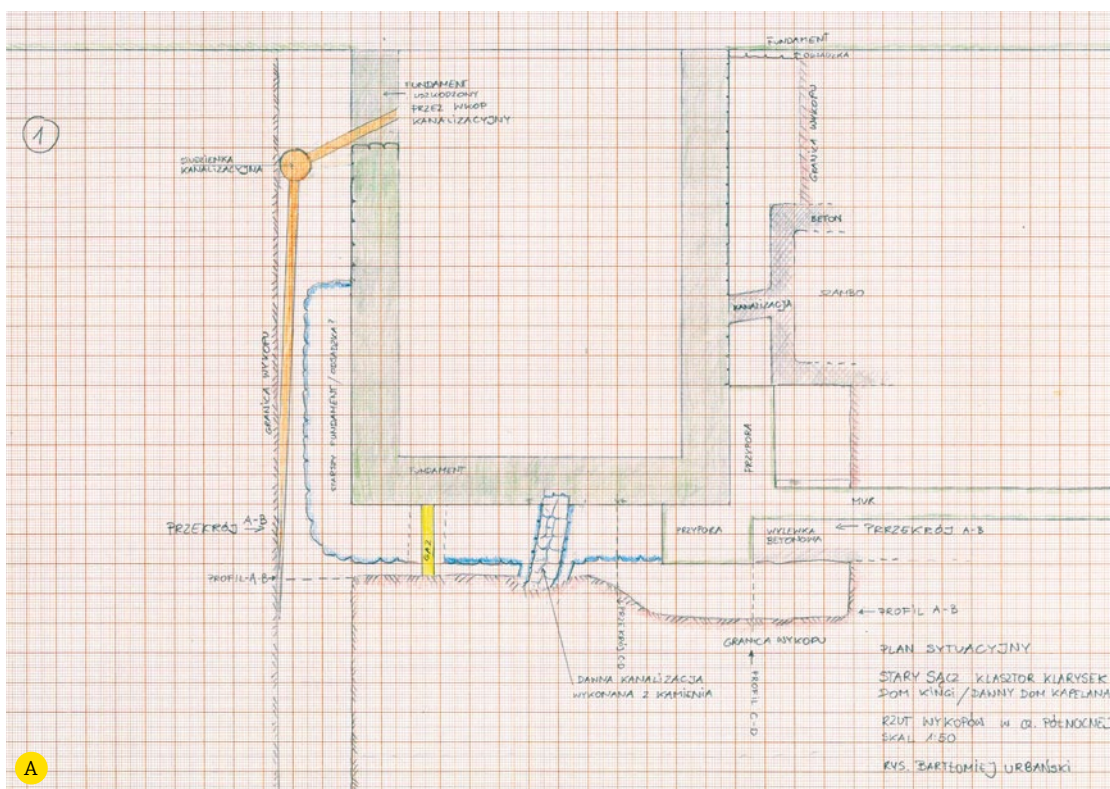 1
FUNDAMENT
USZKODZONY
PRZEZ WKOP
KANALIZACYJNY
STUDZIENKA
KANALIZACYJNA
GRANICA WYKOPU
STARSZY FUNDAMENT/ODSADZKA?
FUNDAMENT
ODSADZKA
GRANICA WYKOPU
BETON
SZAMBO
KANALIZACJA
PRZYPORA
MUR
FUNDAMENT
PRZEKRÓJ A-B
GAZ
PRZYPORA
WYLEWKA
BETONOWA
PRZEKRÓJ A-B
PROFIL A-B
PRZEKRÓJ C-D
PROFIL A-B
GRANICA WYKOPU
PROFIL C-D
DAWNA KANALIZACJA
WYKONANA Z KAMIENIA
PLAN SYTUACYJNY
STARY SĄCZ KLASZTOR KLARYSEK
DOM KINGI/DAWNY DOM KAPELANA
RZUT WYKOPÓW W CZ. PÓŁNOCNEJ
SKAL 1:50
RYS. BARTŁOMIEJ URBAŃSKI
A